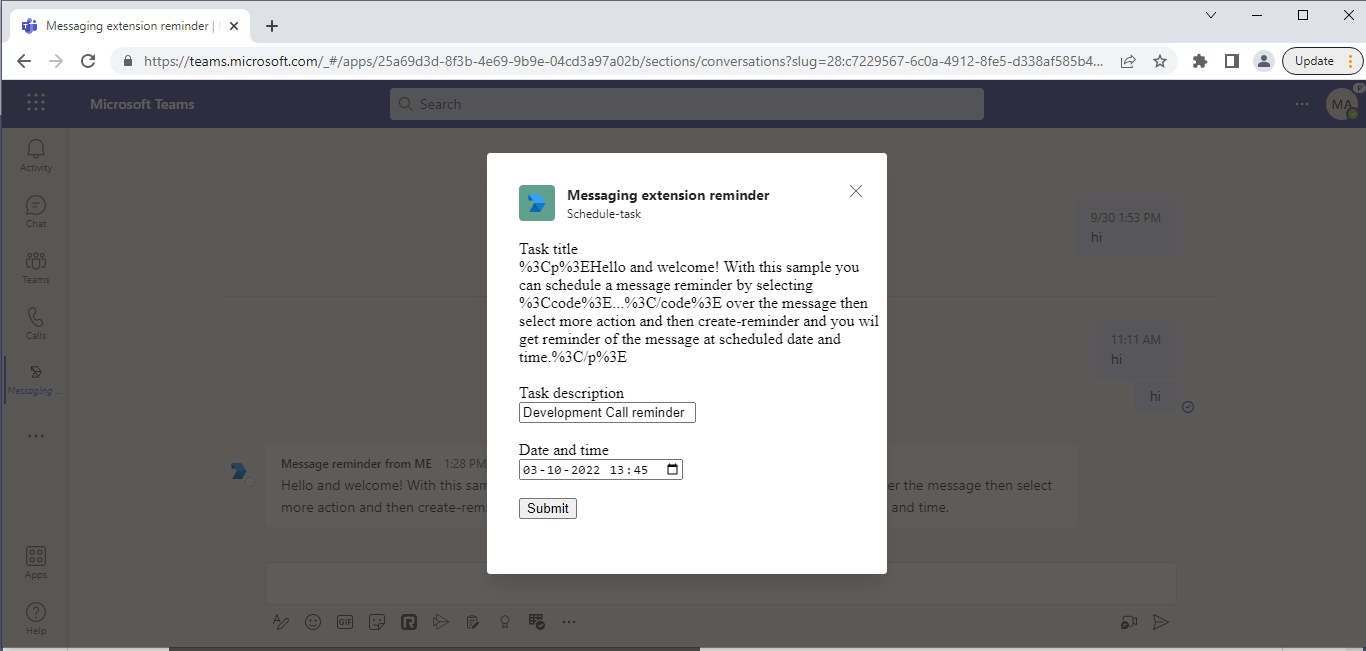 Messaging extension reminder |
https://teams.microsoft.com/_#/apps/25a69d3d-8f3b-4e69-9b9e-04cd3a97a02b/sections/conversations?slug=28:c7229567-6c0a-4912-8fe5-d338af585b4...
Update
Microsoft Teams
Search
MA
P
Activity
Chat
Teams
Calls
Messaging ...
Apps
Help
9/30 1:53 PM
hi
11:11 AM
hi
hi
Message reminder from ME 1:28 PM
Hello and welcome! With this sam
er the message then select
more action and then create-rem
and time.
GIF
Messaging extension reminder
Schedule-task
Task title
%3Cp%3EHello and welcome! With this sample you
can schedule a message reminder by selecting
%3Ccode%3E...%3C/code%3E over the message then
select more action and then create-reminder and you wil
get reminder of the message at scheduled date and
time.%3C/p%3E
Task description
Development Call reminder
Date and time
03-10-2022 13:45
Submit